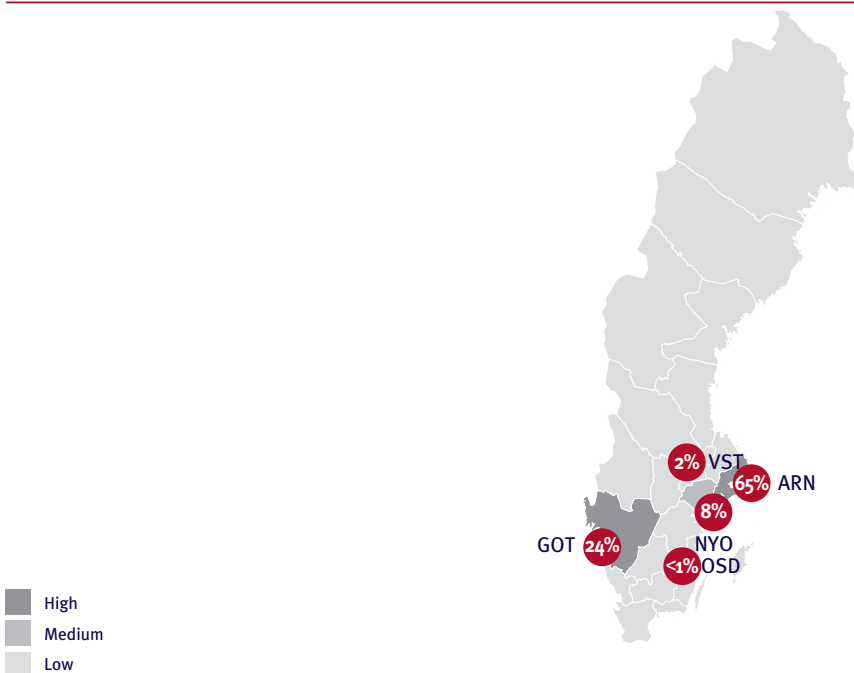 2% VST
65% ARN
8%
NYO
GOT 24%
<1% OSD
High
Medium
Low